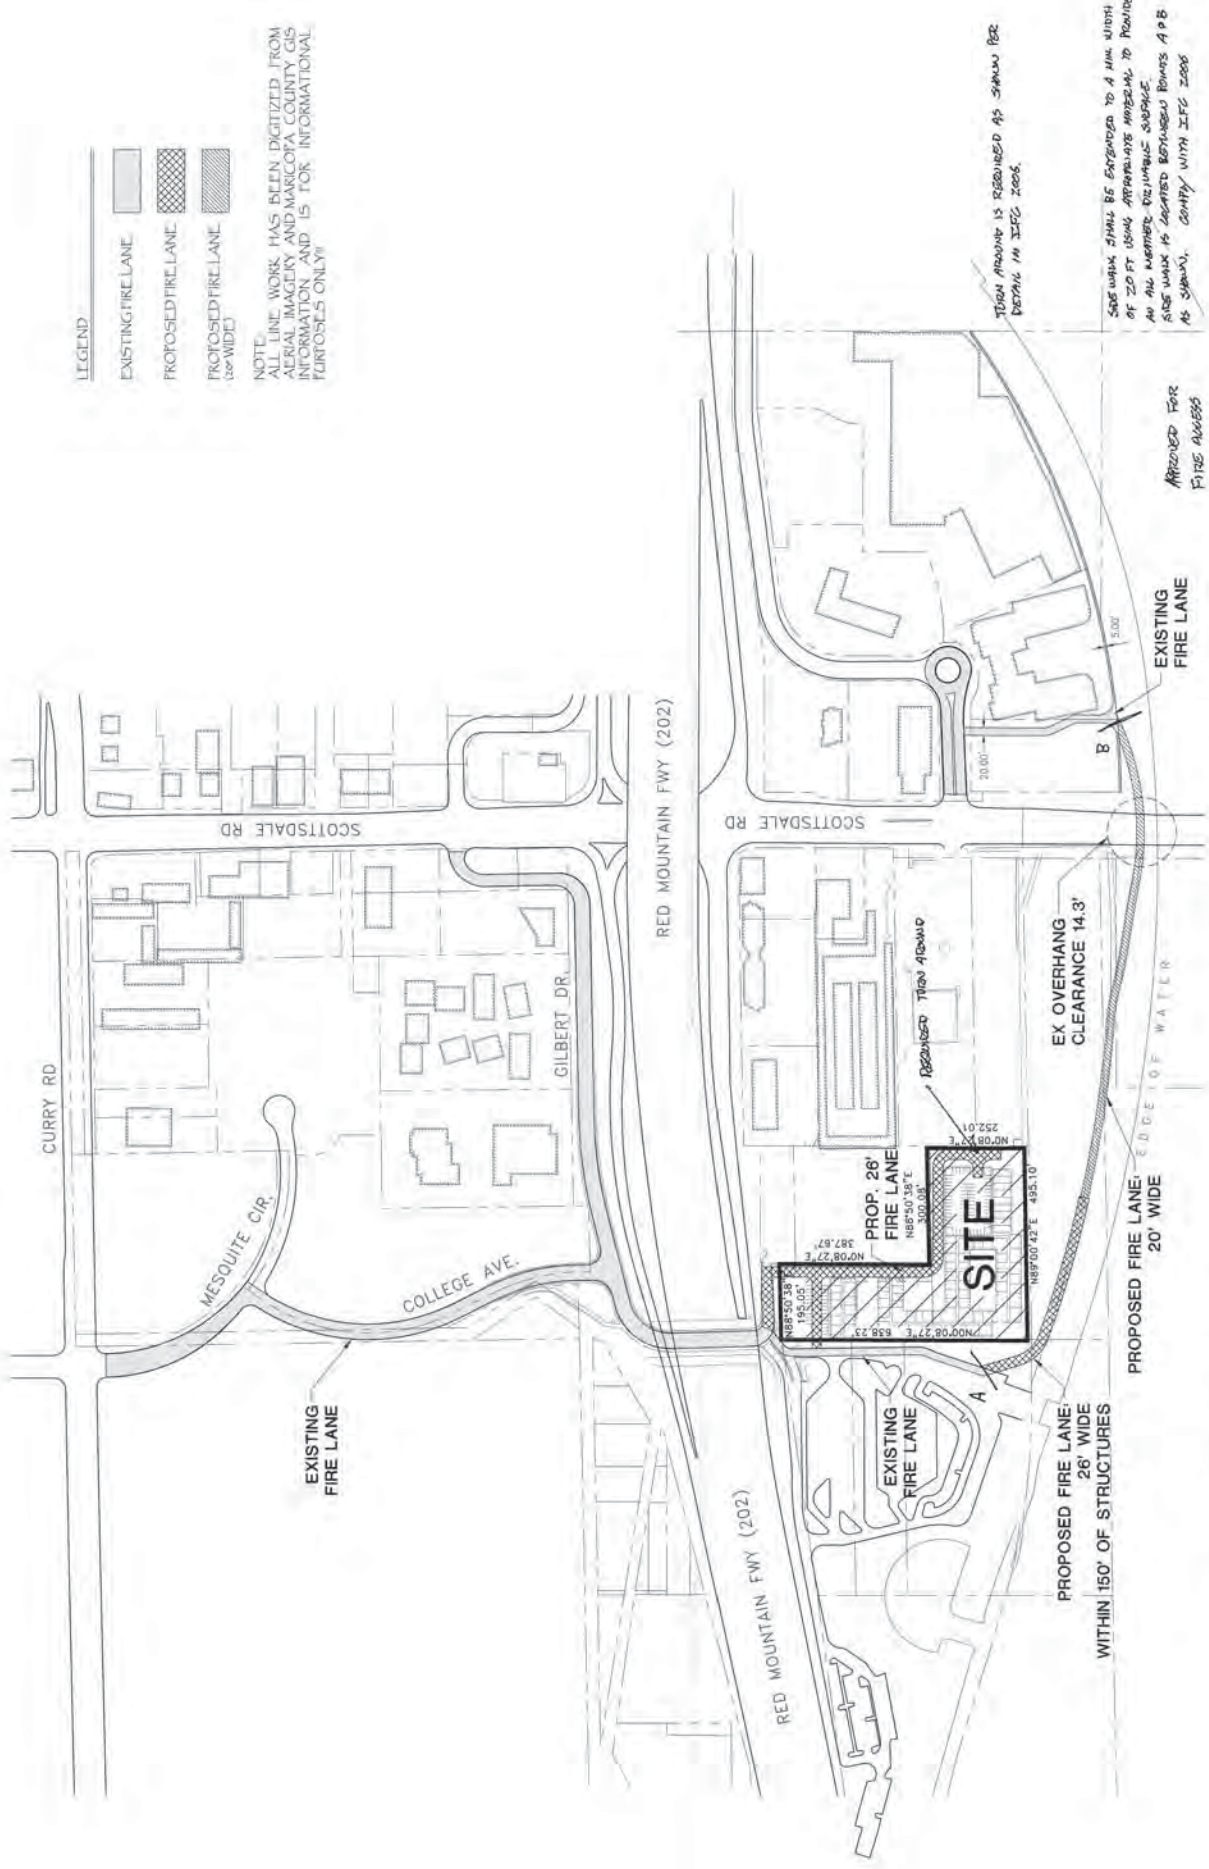 LEGEND
EXISTING FIRE LANE
PROPOSED FIRE LANE
PROPOSED FIRE LANE
(20' WIDE)
NOTE:
ALL LINE WORK HAS BEEN DIGITIZED FROM
AERIAL IMAGERY AND MARICOPA COUNTY GIS
INFORMATION AND IS FOR INFORMATIONAL
PURPOSES ONLY!!
CURRY RD
SCOTTSDALE RD
MESQUITE CIR.
COLLEGE AVE.
GILBERT DR.
EXISTING
FIRE LANE
RED MOUNTAIN FWY (202)
RED MOUNTAIN FWY (202)
SCOTTSDALE RD
PROP. 26'
FIRE LANE
N88°50'38"E
300.08'
N0°08'27"E
387.67'
N88°50'38"
195.05'
N00°08'27"E 638.23'
N0°08'27"E
252.01'
N89°00'42"E 495.10'
SITE
REQUIRED TURN AROUND
EXISTING
FIRE LANE
A
PROPOSED FIRE LANE:
26' WIDE
WITHIN 150' OF STRUCTURES
PROPOSED FIRE LANE:
20' WIDE
EDGE OF WATER
EX OVERHANG
CLEARANCE 14.3'
20.00'
B
5.00'
EXISTING
FIRE LANE
TURN AROUND IS REQUIRED AS SHOWN PER
DETAIL IN IFC 2006.
SIDE WALK SHALL BE EXTENDED TO A MIN. WIDTH
OF 20 FT USING APPROPRIATE MATERIAL TO PROVIDE
AN ALL WEATHER DRIVABLE SURFACE.
SIDE WALK IS LOCATED BETWEEN POINTS A & B
AS SHOWN. COMPLY WITH IFC 2006
APPROVED FOR
FIRE ACCESS